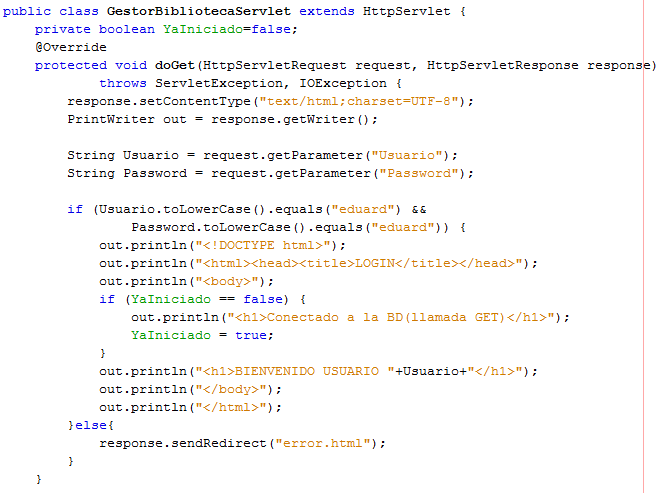 public class GestorBibliotecaServlet extends HttpServlet {
    private boolean YaIniciado=false;
    @Override
    protected void doGet(HttpServletRequest request, HttpServletResponse response)
            throws ServletException, IOException {
        response.setContentType("text/html;charset=UTF-8");
        PrintWriter out = response.getWriter();

        String Usuario = request.getParameter("Usuario");
        String Password = request.getParameter("Password");

        if (Usuario.toLowerCase().equals("eduard") &&
                Password.toLowerCase().equals("eduard")) {
            out.println("<!DOCTYPE html>");
            out.println("<html><head><title>LOGIN</title></head>");
            out.println("<body>");
            if (YaIniciado == false) {
                out.println("<h1>Conectado a la BD(llamada GET)</h1>");
                YaIniciado = true;
            }
            out.println("<h1>BIENVENIDO USUARIO "+Usuario+"</h1>");
            out.println("</body>");
            out.println("</html>");
        }else{
            response.sendRedirect("error.html");
        }
    }